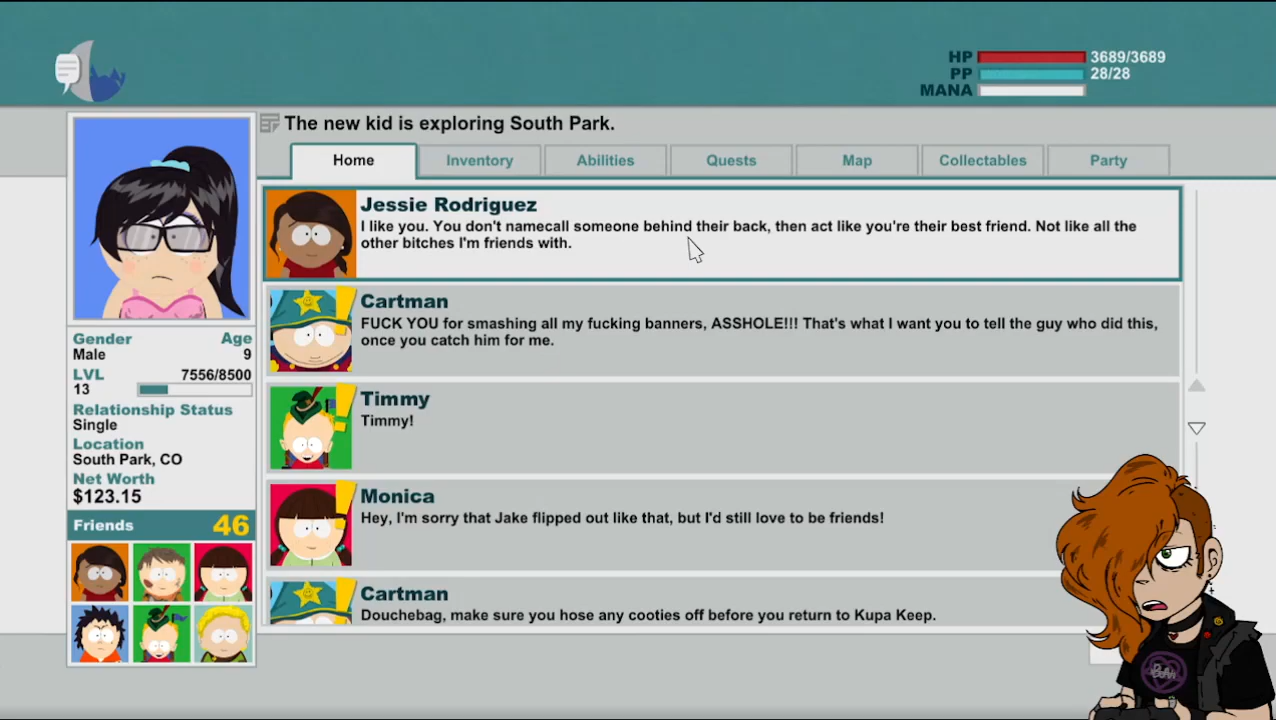 HP 3689/3689
PP 28/28
MANA
The new kid is exploring South Park.
Home Inventory Abilities Quests Map Collectables Party
Jessie Rodriguez
I like you. You don't namecall someone behind their back, then act like you're their best friend. Not like all the
other bitches I'm friends with.
Cartman
FUCK YOU for smashing all my fucking banners, ASSHOLE!!! That's what I want you to tell the guy who did this,
once you catch him for me.
Timmy
Timmy!
Monica
Hey, I'm sorry that Jake flipped out like that, but I'd still love to be friends!
Cartman
Douchebag, make sure you hose any cooties off before you return to Kupa Keep.
Gender Age
Male 9
LVL 7556/8500
13
Relationship Status
Single
Location
South Park, CO
Net Worth
$123.15
Friends 46